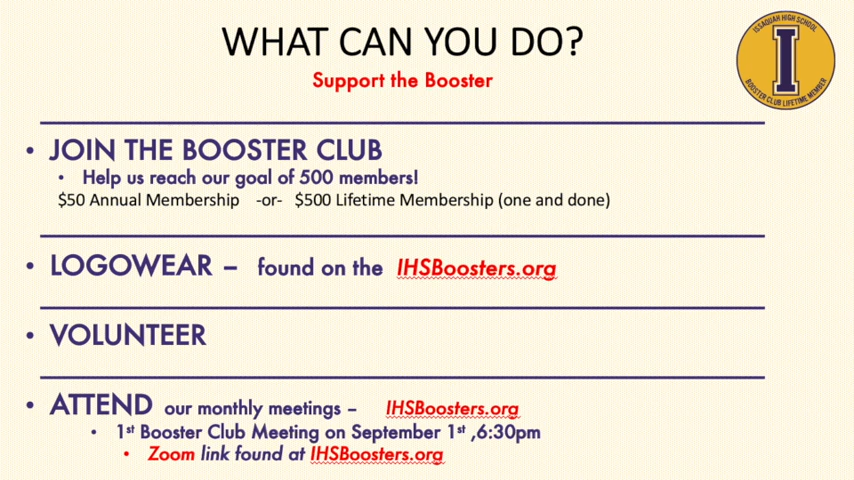 WHAT CAN YOU DO?
Support the Booster
ISSAQUAH HIGH SCHOOL
I
BOOSTER CLUB LIFETIME MEMBER
• JOIN THE BOOSTER CLUB
• Help us reach our goal of 500 members!
$50 Annual Membership -or- $500 Lifetime Membership (one and done)
• LOGOWEAR – found on the IHSBoosters.org
• VOLUNTEER
• ATTEND our monthly meetings – IHSBoosters.org
• 1st Booster Club Meeting on September 1st ,6:30pm
• Zoom link found at IHSBoosters.org